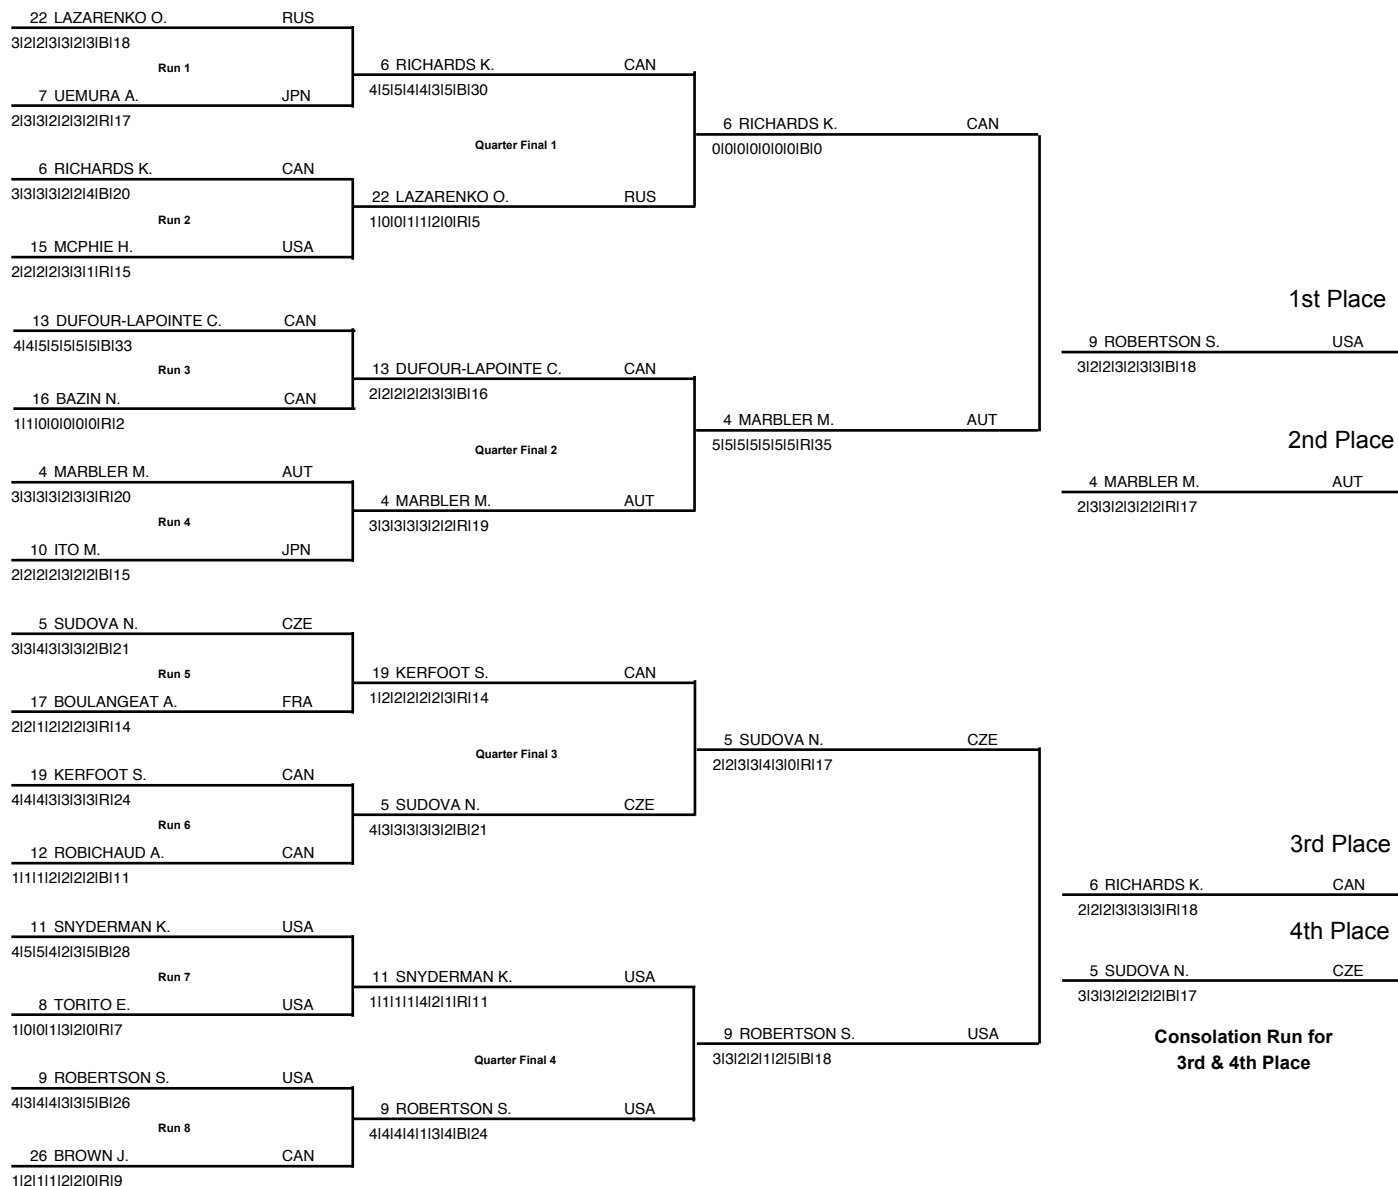 22 LAZARENKO O. RUS
3|2|2|3|3|2|3|B|18
Run 1
7 UEMURA A. JPN
2|3|3|2|2|3|2|R|17
6 RICHARDS K. CAN
3|3|3|3|2|2|4|B|20
Run 2
15 MCPHIE H. USA
2|2|2|2|3|3|1|R|15
13 DUFOUR-LAPOINTE C. CAN
4|4|5|5|5|5|5|B|33
Run 3
16 BAZIN N. CAN
1|1|0|0|0|0|0|R|2
4 MARBLER M. AUT
3|3|3|3|2|3|3|R|20
Run 4
10 ITO M. JPN
2|2|2|2|3|2|2|B|15
5 SUDOVA N. CZE
3|3|4|3|3|3|2|B|21
Run 5
17 BOULANGEAT A. FRA
2|2|1|2|2|2|3|R|14
19 KERFOOT S. CAN
4|4|4|3|3|3|3|R|24
Run 6
12 ROBICHAUD A. CAN
1|1|1|2|2|2|2|B|11
11 SNYDERMAN K. USA
4|5|5|4|2|3|5|B|28
Run 7
8 TORITO E. USA
1|0|0|1|3|2|0|R|7
9 ROBERTSON S. USA
4|3|4|4|3|3|5|B|26
Run 8
26 BROWN J. CAN
1|2|1|1|2|2|0|R|9
6 RICHARDS K. CAN
4|5|5|4|4|3|5|B|30
Quarter Final 1
22 LAZARENKO O. RUS
1|0|0|1|1|2|0|R|5
13 DUFOUR-LAPOINTE C. CAN
2|2|2|2|2|3|3|B|16
Quarter Final 2
4 MARBLER M. AUT
3|3|3|3|3|2|2|R|19
19 KERFOOT S. CAN
1|2|2|2|2|2|3|R|14
Quarter Final 3
5 SUDOVA N. CZE
4|3|3|3|3|3|2|B|21
11 SNYDERMAN K. USA
1|1|1|1|4|2|1|R|11
Quarter Final 4
9 ROBERTSON S. USA
4|4|4|4|1|3|4|B|24
6 RICHARDS K. CAN
0|0|0|0|0|0|0|B|0
4 MARBLER M. AUT
5|5|5|5|5|5|5|R|35
5 SUDOVA N. CZE
2|2|3|3|4|3|0|R|17
9 ROBERTSON S. USA
3|3|2|2|1|2|5|B|18
1st Place
9 ROBERTSON S. USA
3|2|2|3|2|3|3|B|18
2nd Place
4 MARBLER M. AUT
2|3|3|2|3|2|2|R|17
3rd Place
6 RICHARDS K. CAN
2|2|2|3|3|3|3|R|18
4th Place
5 SUDOVA N. CZE
3|3|3|2|2|2|2|B|17
Consolation Run for
3rd & 4th Place